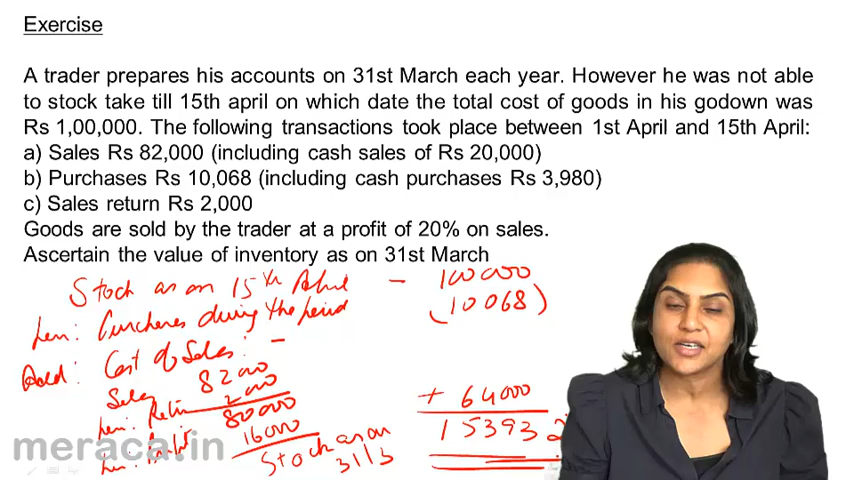 Exercise
A trader prepares his accounts on 31st March each year. However he was not able
to stock take till 15th april on which date the total cost of goods in his godown was
Rs 1,00,000. The following transactions took place between 1st April and 15th April:
a) Sales Rs 82,000 (including cash sales of Rs 20,000)
b) Purchases Rs 10,068 (including cash purchases Rs 3,980)
c) Sales return Rs 2,000
Goods are sold by the trader at a profit of 20% on sales.
Ascertain the value of inventory as on 31st March
Stock as on 15th April - 100000
Less: Purchases during the period (10068)
Add: Cost of Sales: -
Sales 82000
Less: Return 2000
80000 + 64000
Less: Profit 16000 153932
Stock as on
31/3
meraca.in